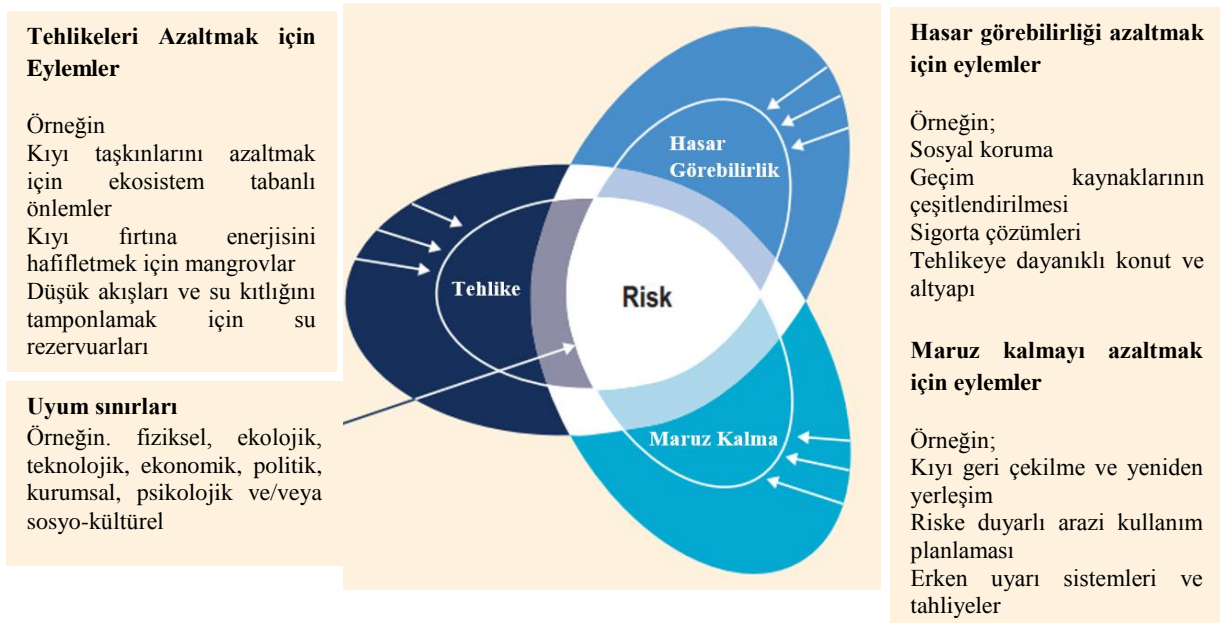 Tehlikeleri Azaltmak için
Eylemler
Örneğin
Kıyı taşkınlarını azaltmak
için ekosistem tabanlı
önlemler
Kıyı fırtına enerjisini
hafifletmek için mangrovlar
Düşük akışları ve su kıtlığını
tamponlamak için su
rezervuarları
Uyum sınırları
Örneğin. fiziksel, ekolojik,
teknolojik, ekonomik, politik,
kurumsal, psikolojik ve/veya
sosyo-kültürel
Hasar
Görebilirlik
Tehlike
Risk
Maruz Kalma
Hasar görebilirliği azaltmak
için eylemler
Örneğin;
Sosyal koruma
Geçim kaynaklarının
çeşitlendirilmesi
Sigorta çözümleri
Tehlikeye dayanıklı konut ve
altyapı
Maruz kalmayı azaltmak
için eylemler
Örneğin;
Kıyı geri çekilme ve yeniden
yerleşim
Riske duyarlı arazi kullanım
planlaması
Erken uyarı sistemleri ve
tahliyeler